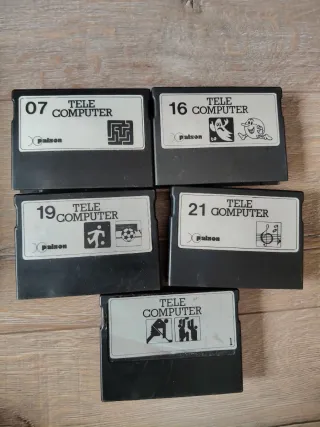 07 TELE
COMPUTER
Palson
16 TELE
COMPUTER
Palson
19 TELE
COMPUTER
Palson
21 TELE
COMPUTER
Palson
TELE
COMPUTER
1